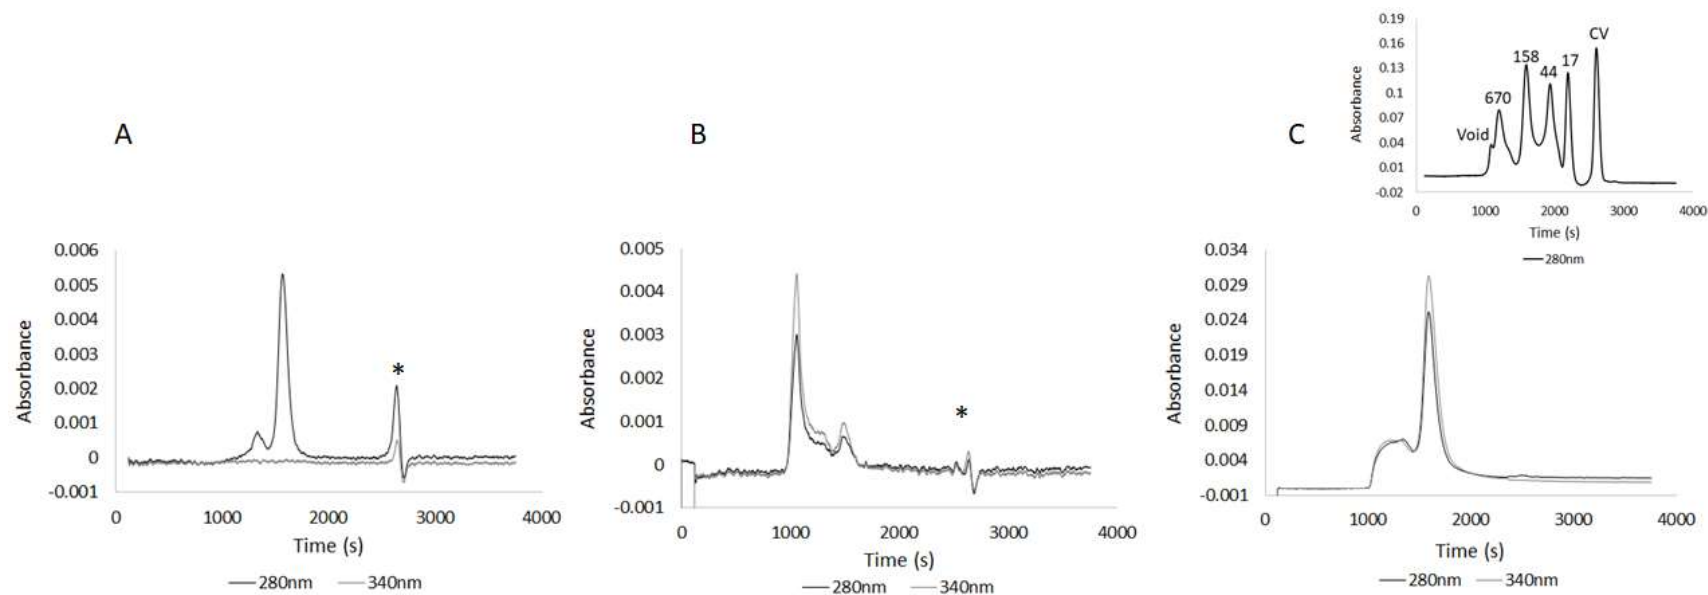 A
0.006
0.005
0.004
0.003
0.002
0.001
0
-0.001
Absorbance
*
0 1000 2000 3000 4000
Time (s)
280nm 340nm
B
0.005
0.004
0.003
0.002
0.001
0
-0.001
Absorbance
*
0 1000 2000 3000 4000
Time (s)
280nm 340nm
C
0.19
0.16
0.13
0.1
0.07
0.04
0.01
-0.02
Absorbance
Void
670
158
44
17
CV
0 1000 2000 3000 4000
Time (s)
280nm
0.034
0.029
0.024
0.019
0.014
0.009
0.004
-0.001
Absorbance
0 1000 2000 3000 4000
Time (s)
280nm 340nm